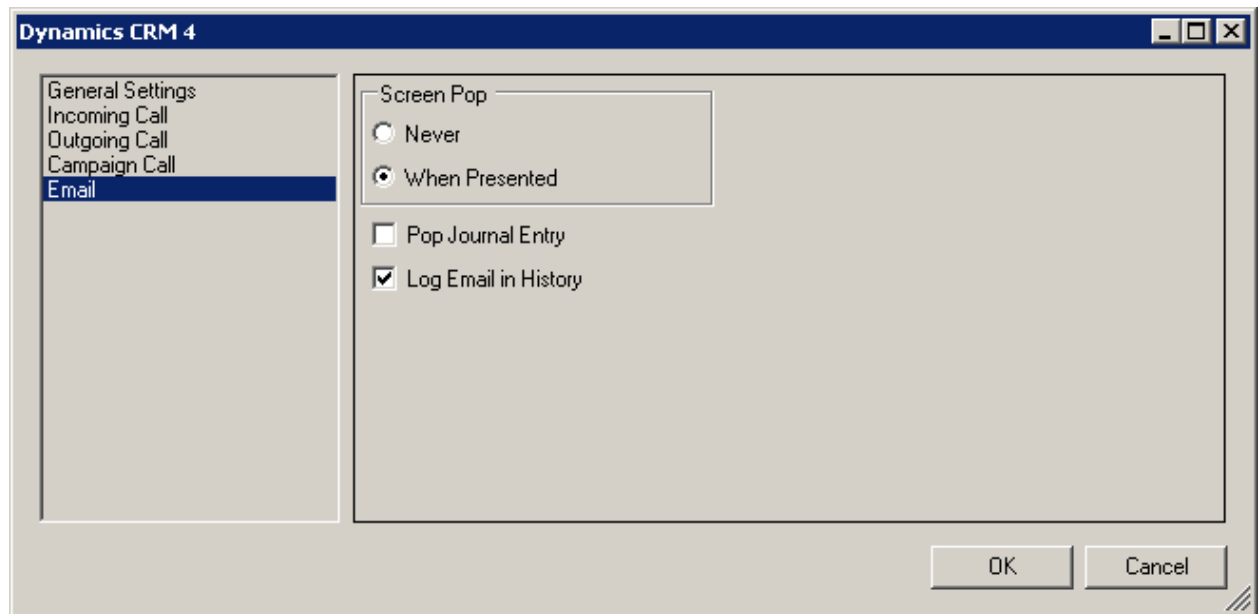 Dynamics CRM 4
General Settings
Incoming Call
Outgoing Call
Campaign Call
Email
Screen Pop
Never
When Presented
Pop Journal Entry
Log Email in History
OK
Cancel